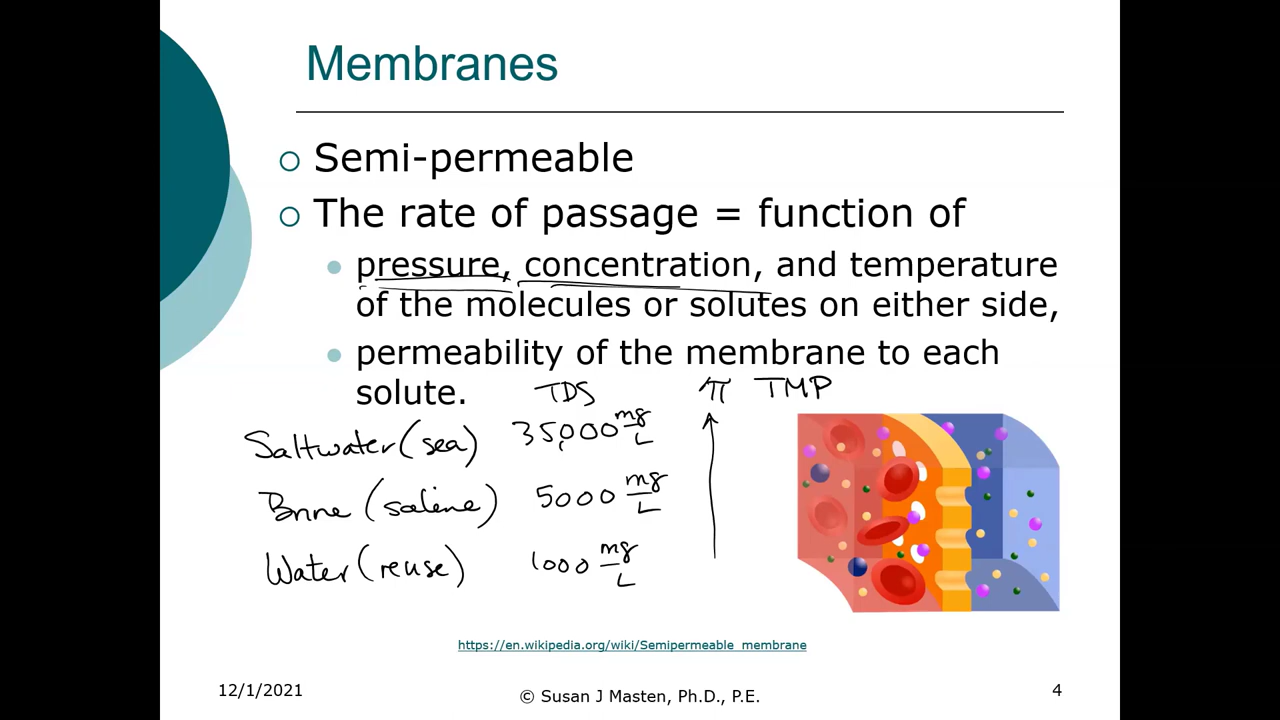 Membranes
Semi-permeable
The rate of passage = function of
pressure, concentration, and temperature
of the molecules or solutes on either side,
permeability of the membrane to each
solute.
TDS π TMP
Saltwater (sea) 35,000 mg/L
Brine (saline) 5000 mg/L
Water (reuse) 1000 mg/L
https://en.wikipedia.org/wiki/Semipermeable_membrane
12/1/2021 © Susan J Masten, Ph.D., P.E. 4